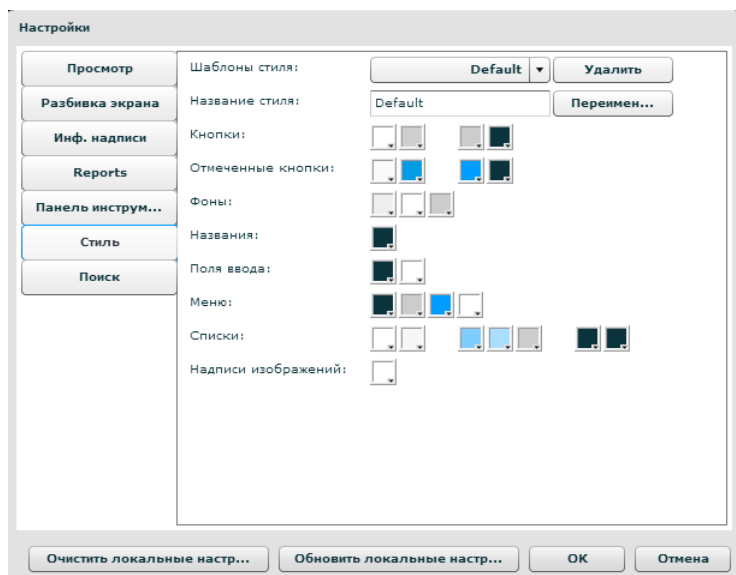 Настройки
Просмотр
Разбивка экрана
Инф. надписи
Reports
Панель инструм...
Стиль
Поиск
Шаблоны стиля: Default Удалить
Название стиля: Default Переимен...
Кнопки:
Отмеченные кнопки:
Фоны:
Названия:
Поля ввода:
Меню:
Списки:
Надписи изображений:
Очистить локальные настр... Обновить локальные настр... OK Отмена